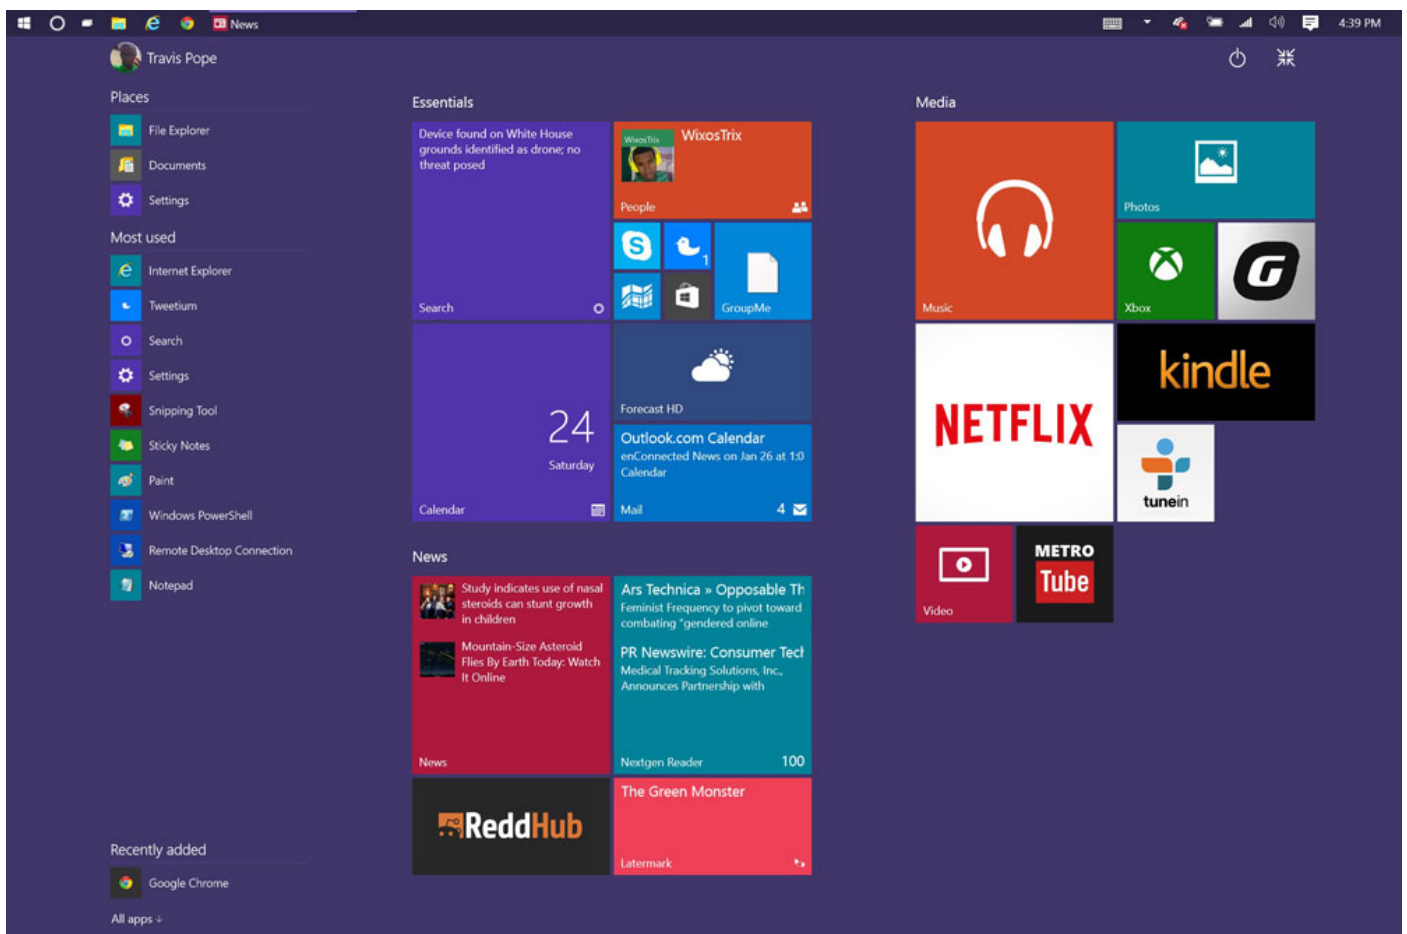 News
4:39 PM
Travis Pope
Places
File Explorer
Documents
Settings
Most used
Internet Explorer
Tweetium
Search
Settings
Snipping Tool
Sticky Notes
Paint
Windows PowerShell
Remote Desktop Connection
Notepad
Recently added
Google Chrome
All apps ↓
Essentials
Device found on White House
grounds identified as drone; no
threat posed
Search
WixosTrix
WixosTrix
People
1
GroupMe
24
Saturday
Calendar
Forecast HD
Outlook.com Calendar
enConnected News on Jan 26 at 1:0
Calendar
Mail
4
News
Study indicates use of nasal
steroids can stunt growth
in children
Mountain-Size Asteroid
Flies By Earth Today: Watch
It Online
News
Ars Technica » Opposable Th
Feminist Frequency to pivot toward
combating "gendered online
PR Newswire: Consumer Tech
Medical Tracking Solutions, Inc.,
Announces Partnership with
Nextgen Reader
100
ReddHub
The Green Monster
Latermark
Media
Music
Photos
Xbox
G
NETFLIX
kindle
tunein
Video
METRO
Tube